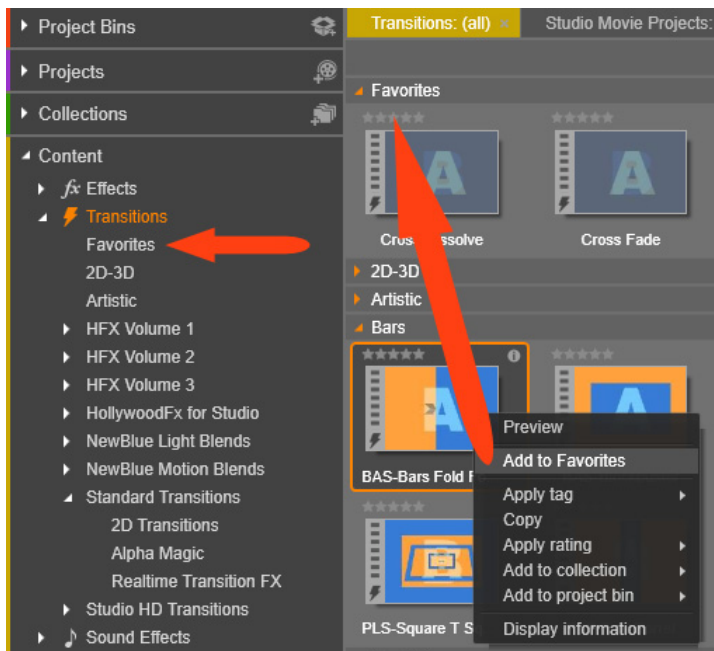 Project Bins
Projects
Collections
Content
fx Effects
Transitions
Favorites
2D-3D
Artistic
HFX Volume 1
HFX Volume 2
HFX Volume 3
HollywoodFx for Studio
NewBlue Light Blends
NewBlue Motion Blends
Standard Transitions
2D Transitions
Alpha Magic
Realtime Transition FX
Studio HD Transitions
Sound Effects
Transitions: (all) × Studio Movie Projects:
Favorites
A A
Cross Cross Fade
2D-3D
Artistic
Bars
A A
BAS-Bars Fold
PLS-Square T
Preview
Add to Favorites
Apply tag
Copy
Apply rating
Add to collection
Add to project bin
Display information